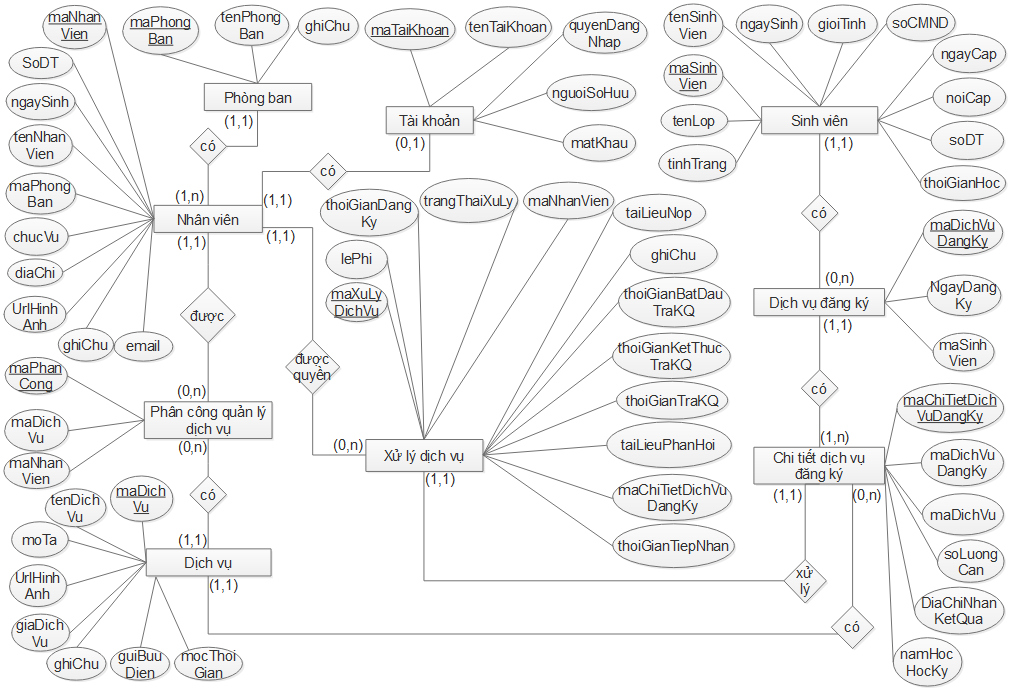 maNhan
Vien
maPhong
Ban
tenPhong
Ban
ghiChu
maTaiKhoan
tenTaiKhoan
quyenDang
Nhap
nguoiSoHuu
matKhau
Tài khoản
(0,1)
Phòng ban
(1,1)
có
có
SoDT
ngaySinh
tenNhan
Vien
maPhong
Ban
chucVu
diaChi
UrlHinh
Anh
ghiChu
email
(1,n)
(1,1)
Nhân viên
(1,1)
(1,1)
được
được
quyền
tenSinh
Vien
ngaySinh
gioiTinh
soCMND
ngayCap
noiCap
soDT
thoiGianHoc
maSinh
Vien
tenLop
tinhTrang
Sinh viên
(1,1)
có
(0,n)
Dịch vụ đăng ký
(1,1)
maDichVu
DangKy
NgayDang
Ky
maSinh
Vien
có
(1,n)
Chi tiết dịch vụ
đăng ký
(1,1)
(0,n)
maChiTietDich
VuDangKy
maDichVu
DangKy
maDichVu
soLuong
Can
DiaChiNhan
KetQua
namHoc
HocKy
xử
lý
có
thoiGianDang
Ky
trangThaiXuLy
maNhanVien
taiLieuNop
ghiChu
lePhi
maXuLy
DichVu
thoiGianBatDau
TraKQ
thoiGianKetThuc
TraKQ
thoiGianTraKQ
taiLieuPhanHoi
maChiTietDichVu
DangKy
thoiGianTiepNhan
(0,n)
Xử lý dịch vụ
(1,1)
maPhan
Cong
maDich
Vu
maNhan
Vien
(0,n)
Phân công quản lý
dịch vụ
(0,n)
có
(1,1)
Dịch vụ
(1,1)
tenDich
Vu
maDich
Vu
moTa
UrlHinh
Anh
giaDich
Vu
ghiChu
guiBuu
Dien
mocThoi
Gian